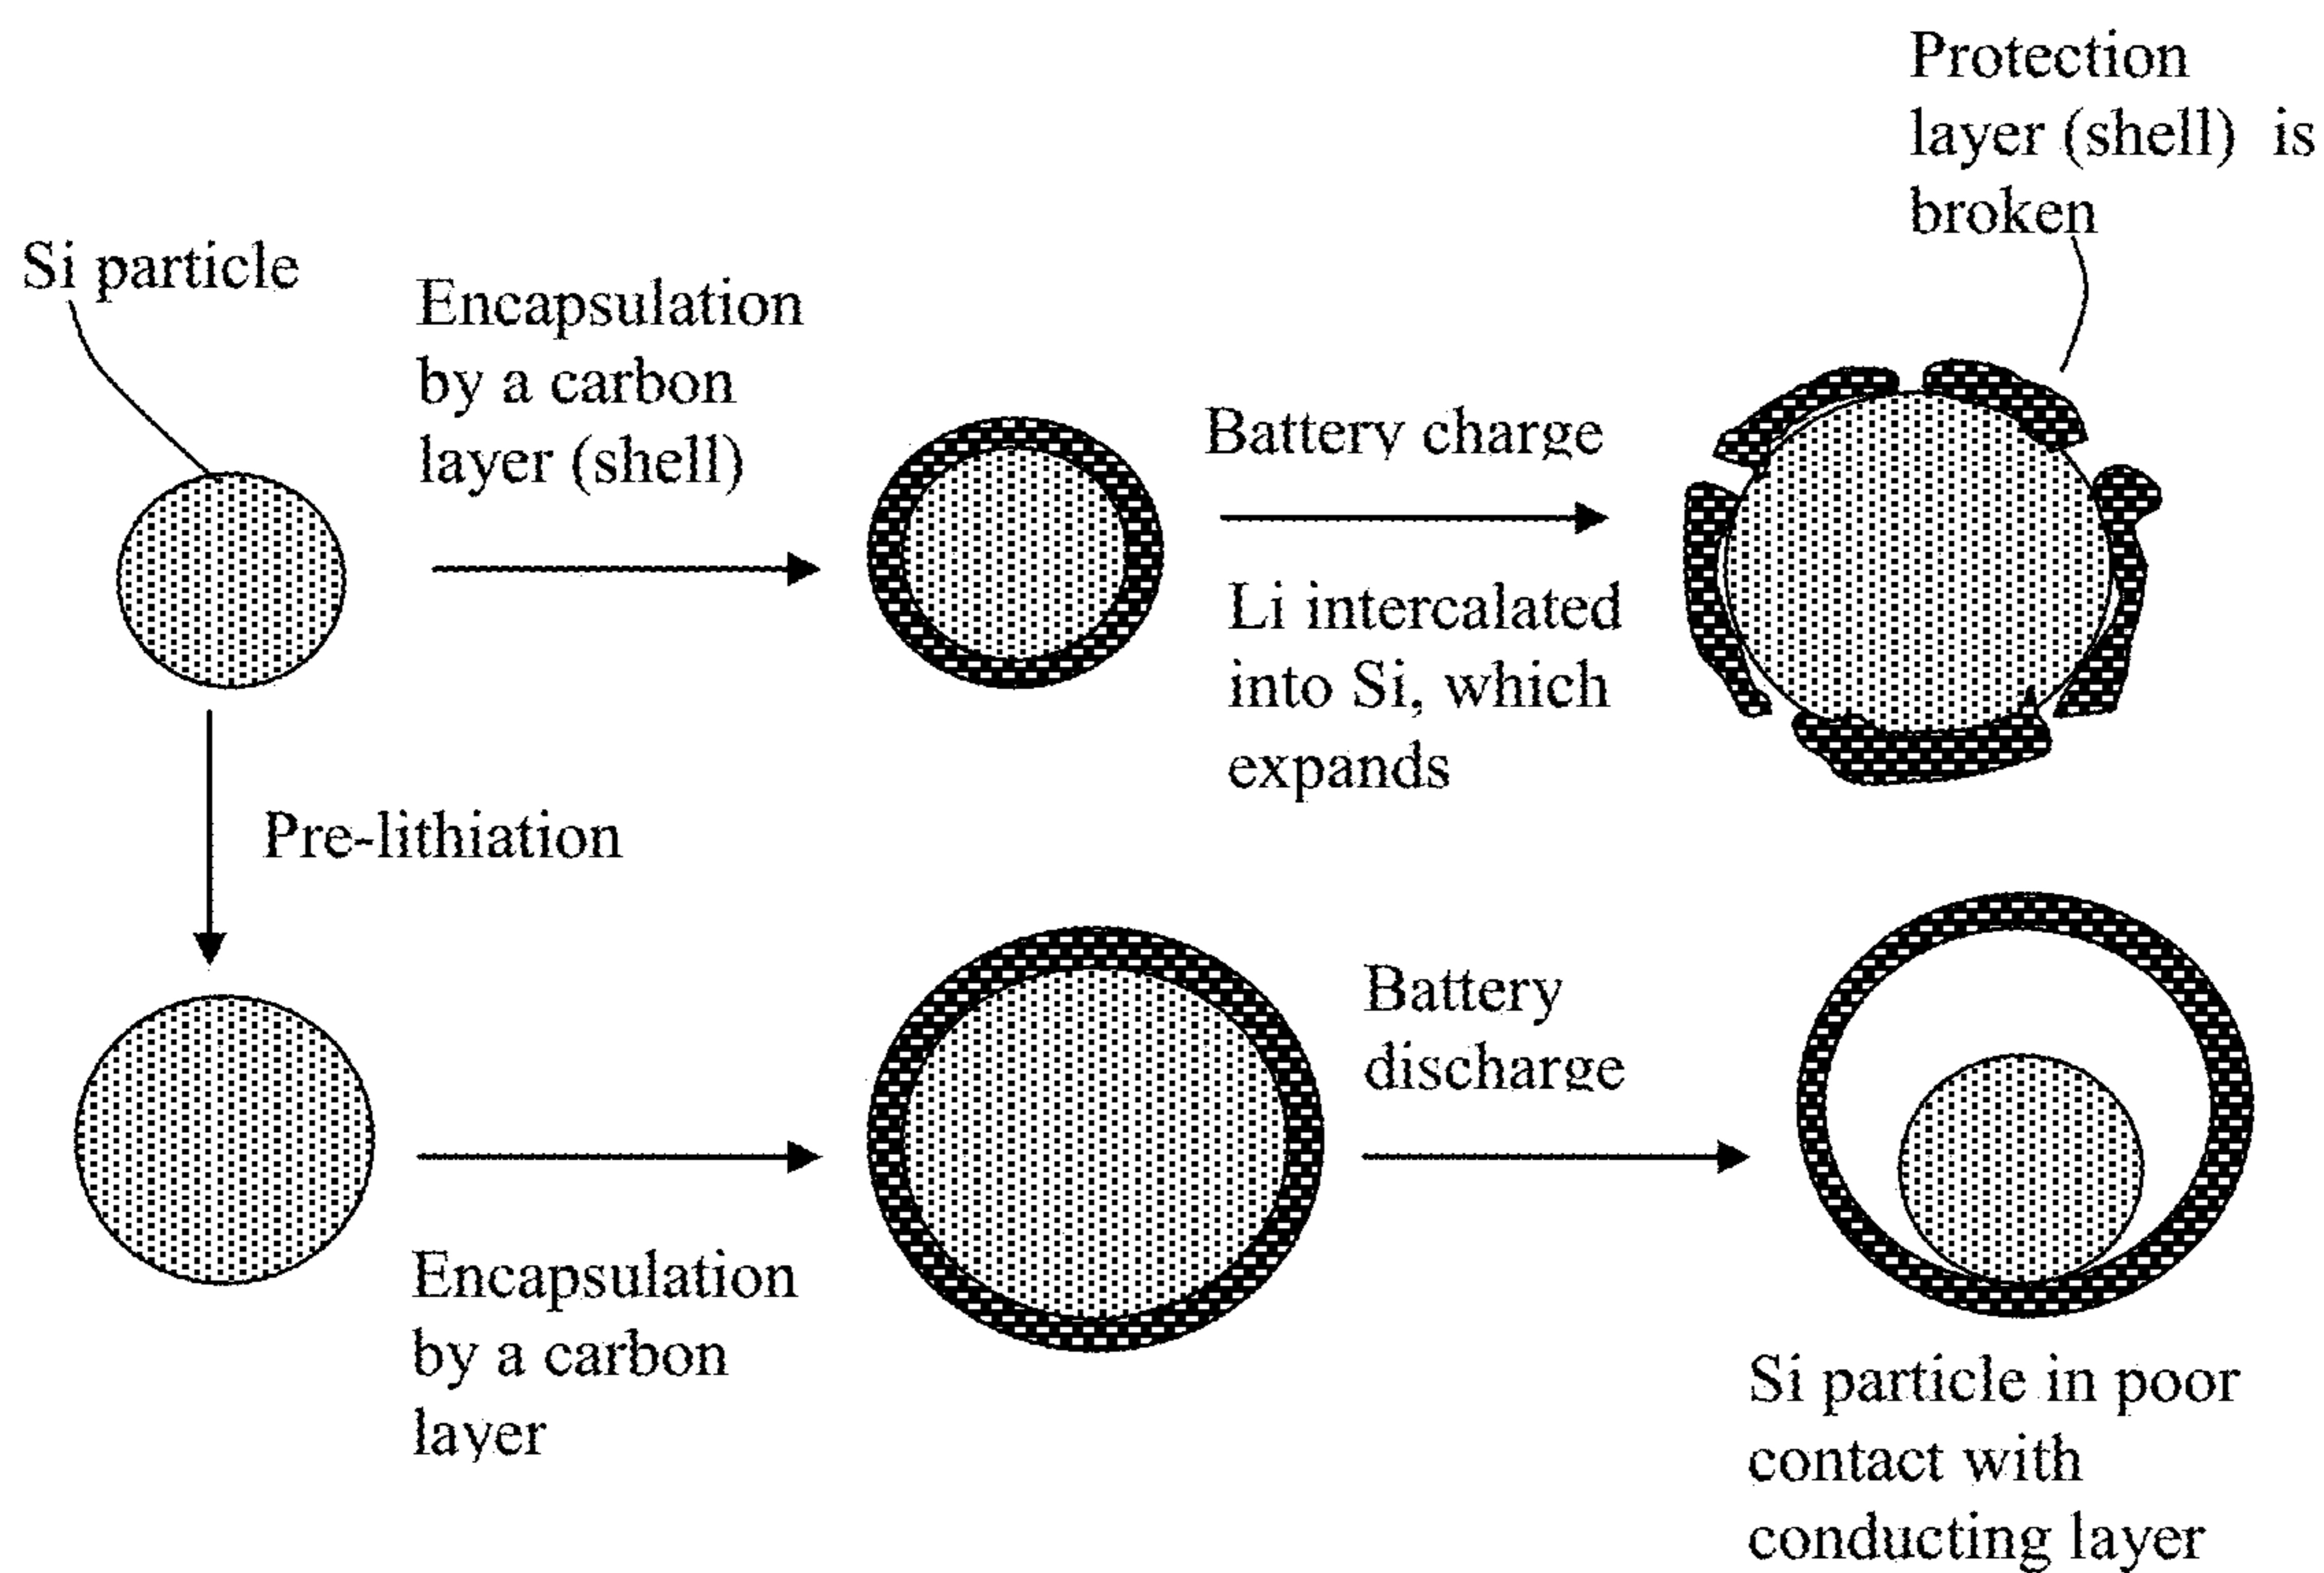 Protection
layer (shell) is
broken
Si particle
Encapsulation
by a carbon
layer (shell)
Battery charge
Li intercalated
into Si, which
expands
Pre-lithiation
Battery
discharge
Encapsulation
by a carbon
layer
Si particle in poor
contact with
conducting layer